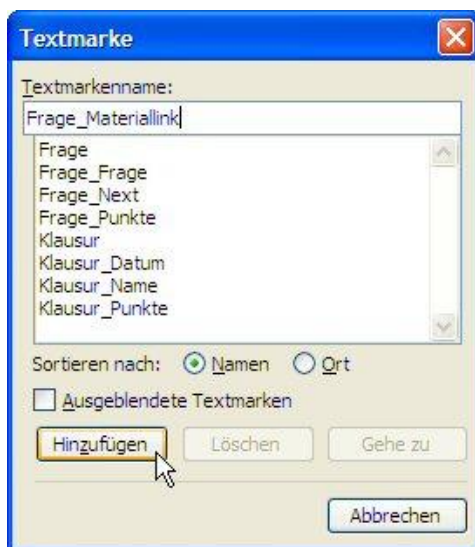 Textmarke
Textmarkenname:
Frage_Materiallink
Frage
Frage_Frage
Frage_Next
Frage_Punkte
Klausur
Klausur_Datum
Klausur_Name
Klausur_Punkte
Sortieren nach: Namen Ort
Ausgeblendete Textmarken
Hinzufügen Löschen Gehe zu
Abbrechen